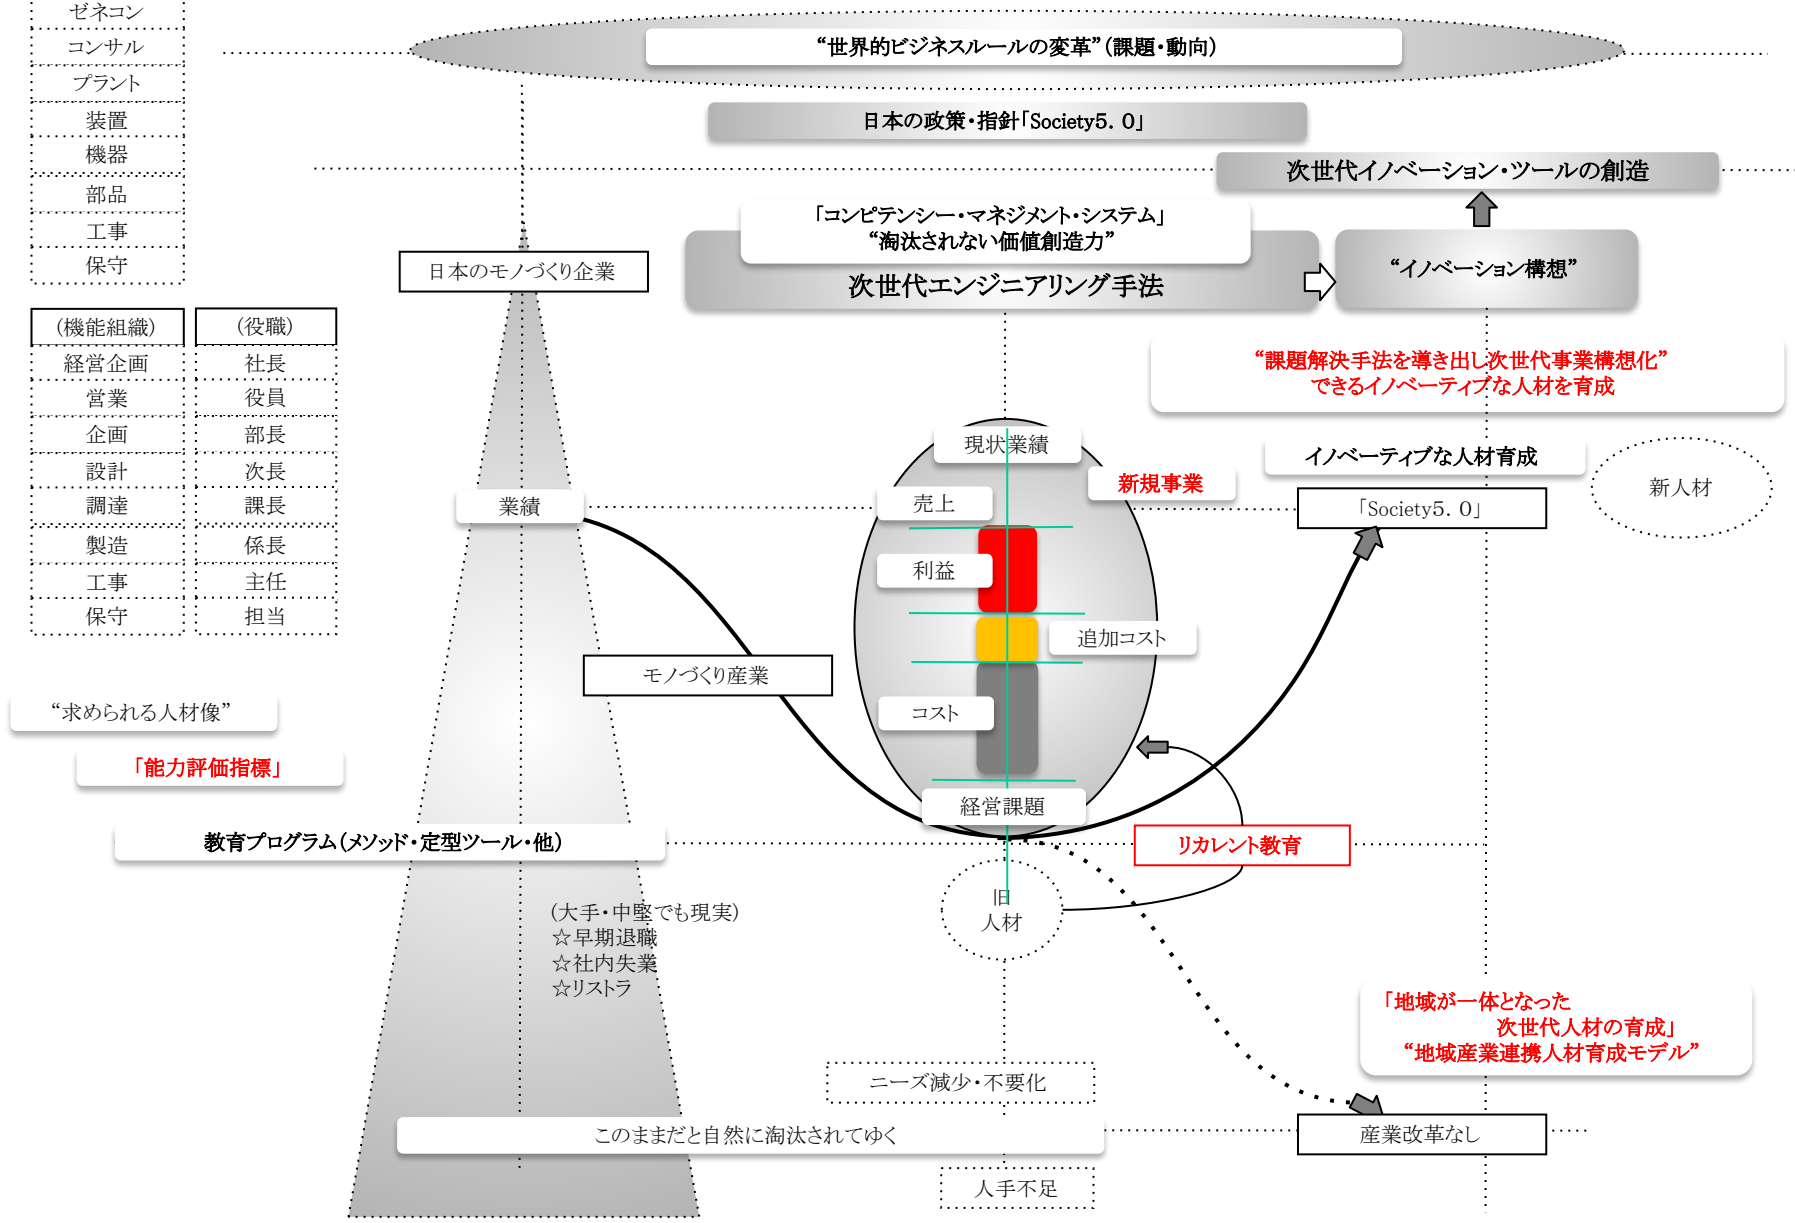 ゼネコン
コンサル
プラント
装置
機器
部品
工事
保守
(機能組織)
経営企画
営業
企画
設計
調達
製造
工事
保守
(役職)
社長
役員
部長
次長
課長
係長
主任
担当
“求められる人材像”
「能力評価指標」
“世界的ビジネスルールの変革”(課題・動向)
日本の政策・指針「Society5．0」
次世代イノベーション・ツールの創造
「コンピテンシー・マネジメント・システム」
“淘汰されない価値創造力”
次世代エンジニアリング手法
“イノベーション構想”
日本のモノづくり企業
“課題解決手法を導き出し次世代事業構想化”
できるイノベーティブな人材を育成
現状業績
イノベーティブな人材育成
新規事業
新人材
業績
売上
「Society5．0」
利益
追加コスト
モノづくり産業
コスト
経営課題
教育プログラム(メソッド・定型ツール・他)
リカレント教育
旧
人材
(大手・中堅でも現実)
☆早期退職
☆社内失業
☆リストラ
「地域が一体となった
次世代人材の育成」
“地域産業連携人材育成モデル”
ニーズ減少・不要化
このままだと自然に淘汰されてゆく
産業改革なし
人手不足